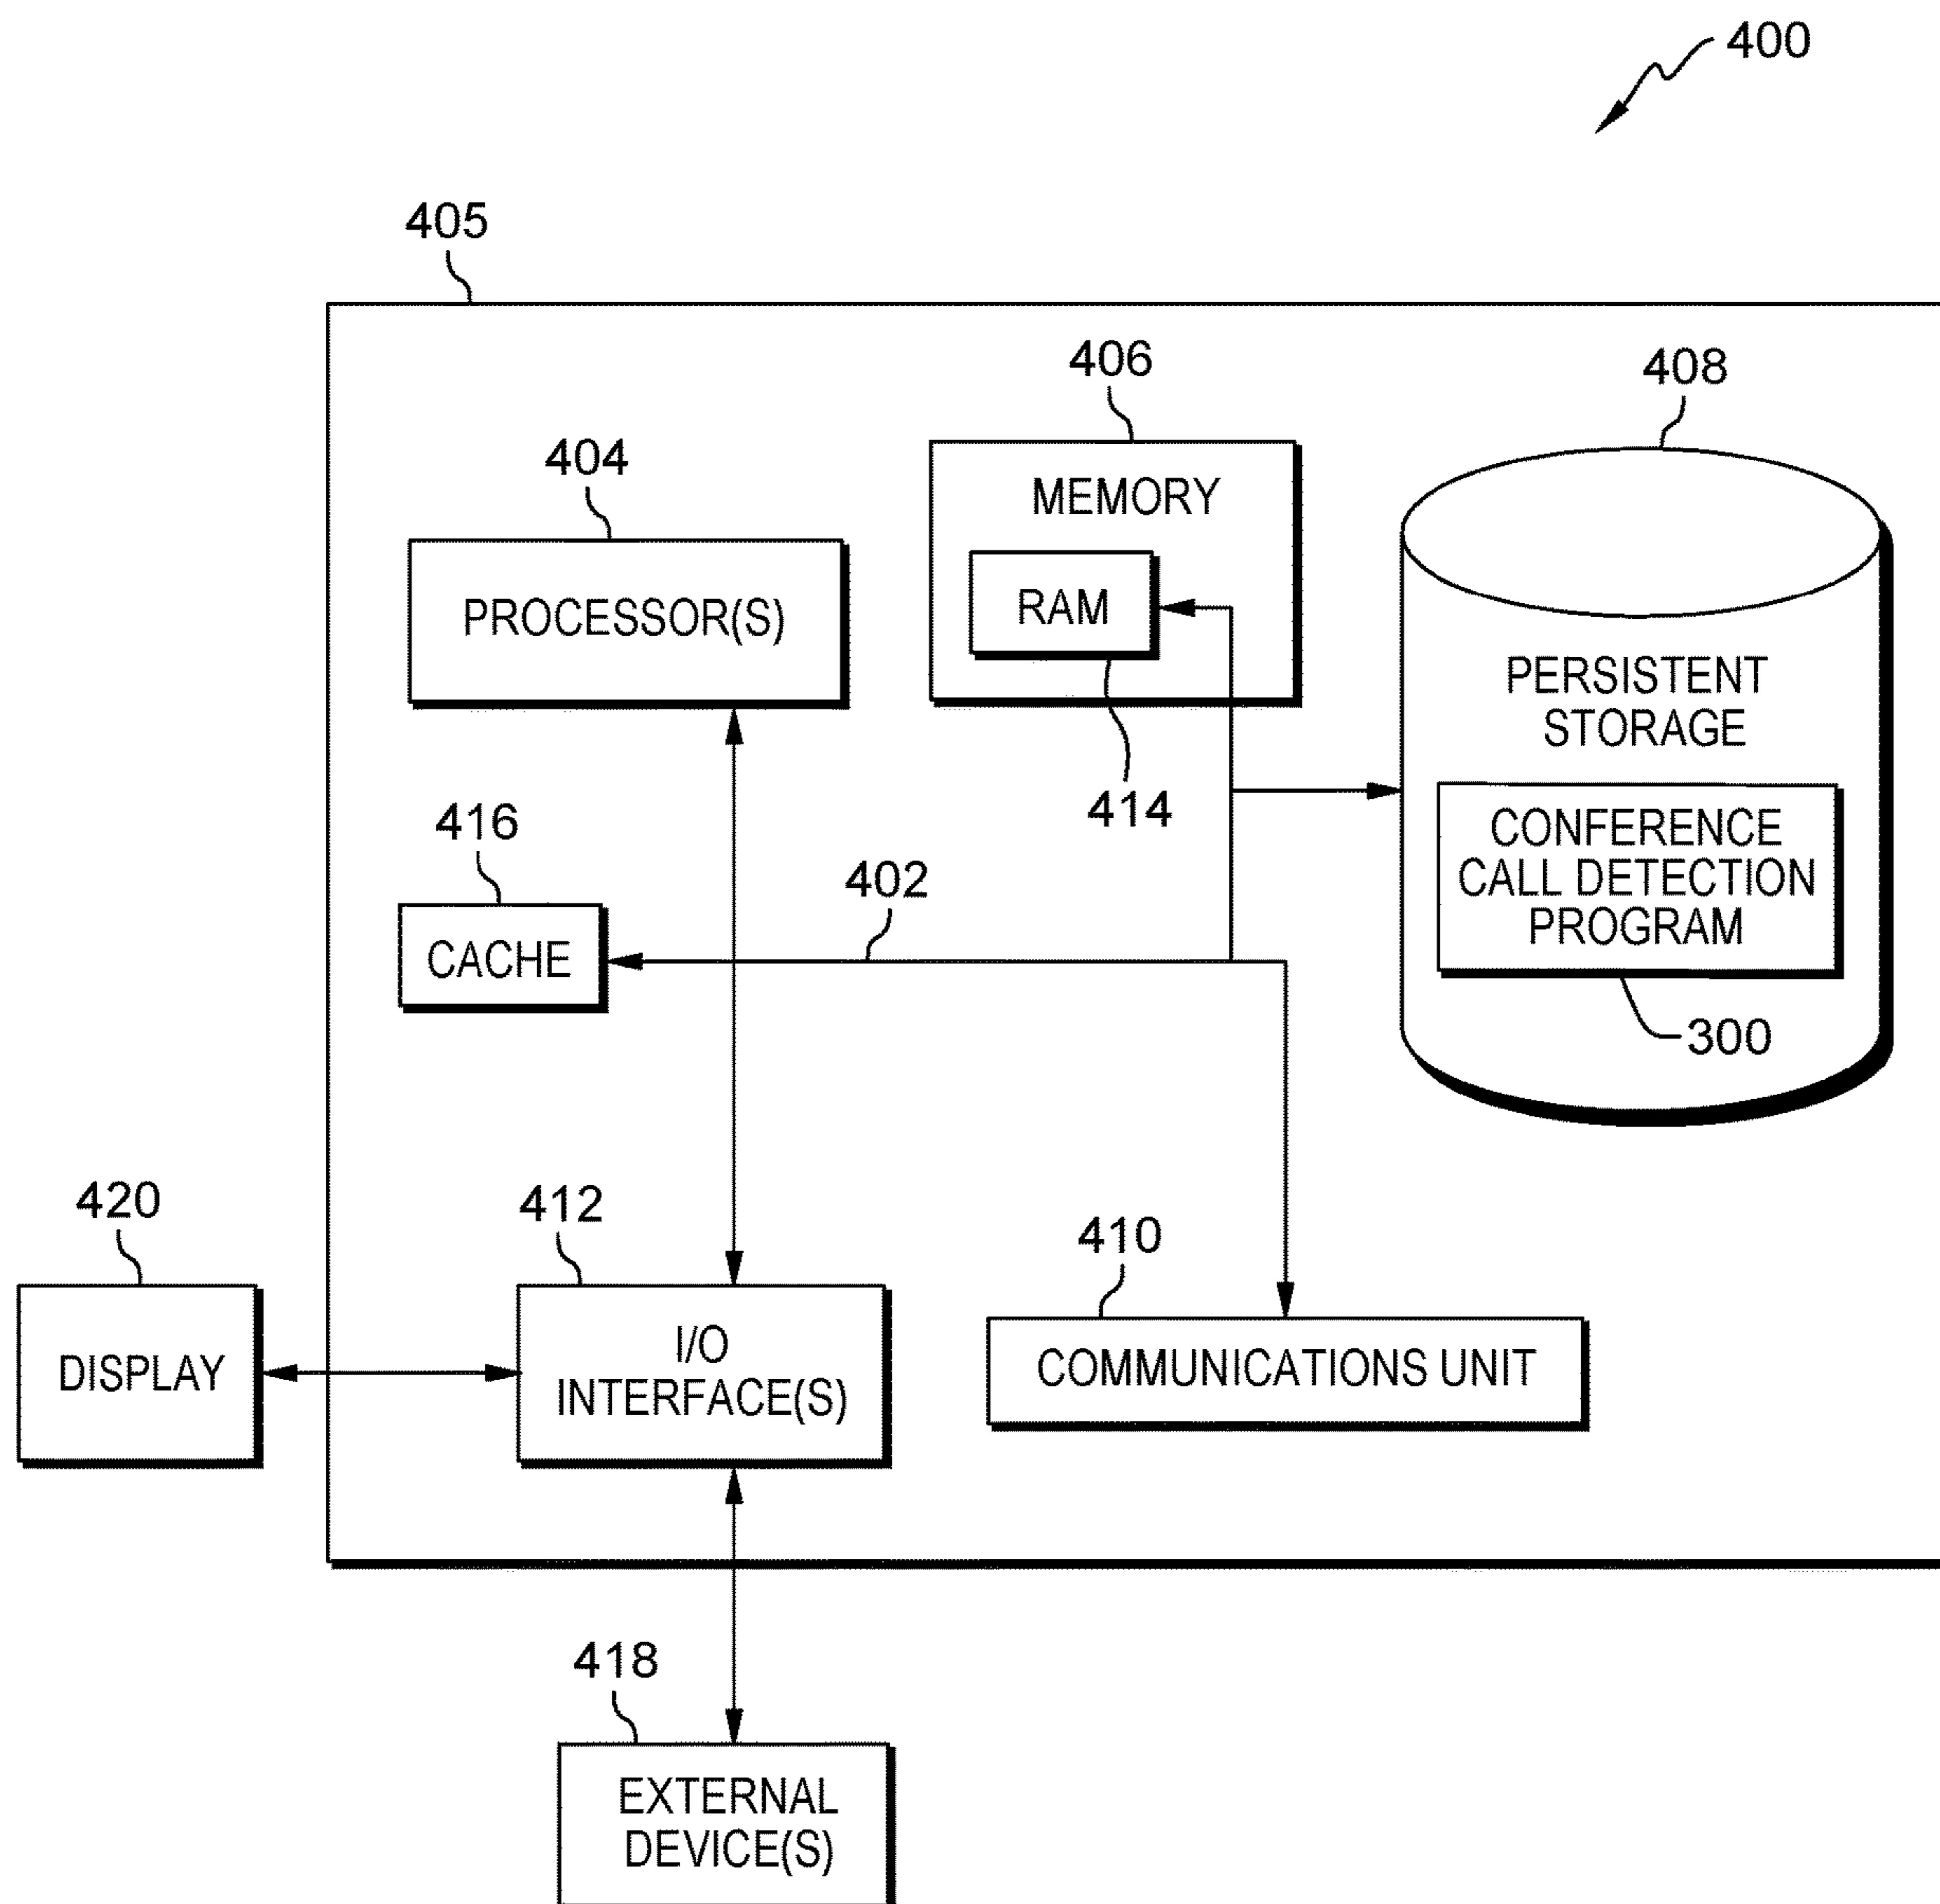 400
405
406
408
404
MEMORY
PROCESSOR(S)
RAM
PERSISTENT
STORAGE
414
416
402
CONFERENCE
CALL DETECTION
PROGRAM
CACHE
300
420
412
410
DISPLAY
I/O
INTERFACE(S)
COMMUNICATIONS UNIT
418
EXTERNAL
DEVICE(S)